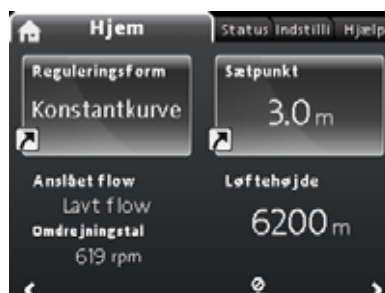 Hjem
Status Indstilli Hjælp
Reguleringsform
Konstantkurve
Sætpunkt
3.0 m
Anslået flow
Lavt flow
Omdrejningstal
619 rpm
Løftehøjde
6200 m